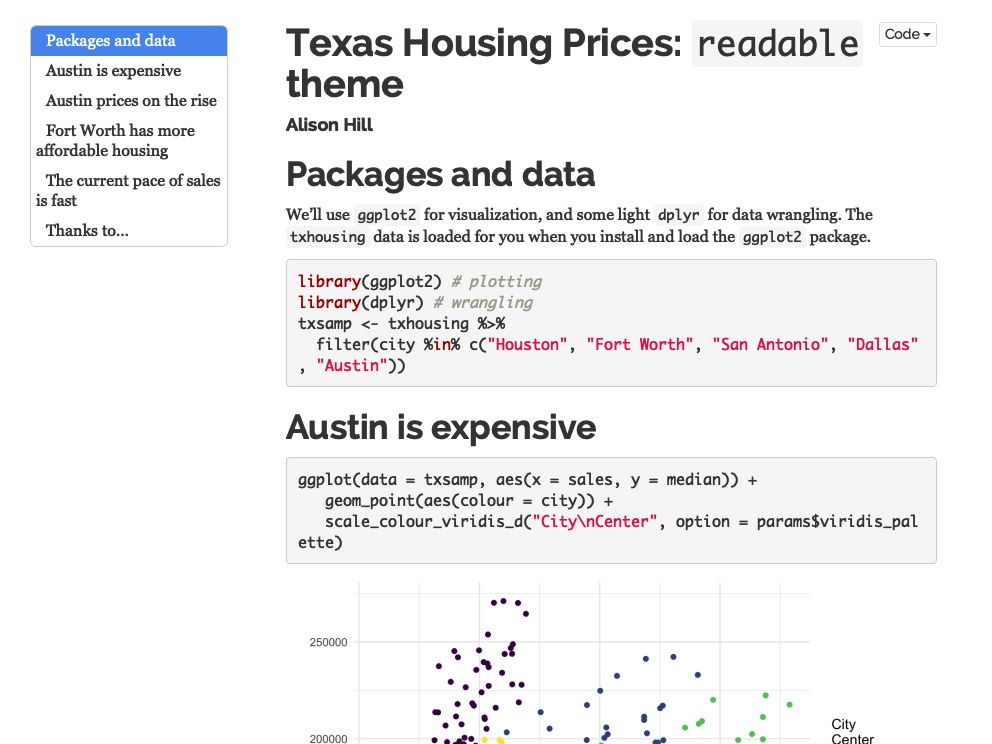 Packages and data
Austin is expensive
Austin prices on the rise
Fort Worth has more
affordable housing
The current pace of sales
is fast
Thanks to...
Texas Housing Prices: readable
theme
Code
Alison Hill
Packages and data
We'll use ggplot2 for visualization, and some light dplyr for data wrangling. The
txhousing data is loaded for you when you install and load the ggplot2 package.
library(ggplot2) # plotting
library(dplyr) # wrangling
txsamp <- txhousing %>%
  filter(city %in% c("Houston", "Fort Worth", "San Antonio", "Dallas"
, "Austin"))
Austin is expensive
ggplot(data = txsamp, aes(x = sales, y = median)) +
   geom_point(aes(colour = city)) +
   scale_colour_viridis_d("City\nCenter", option = params$viridis_pal
ette)
250000
200000
City
Center